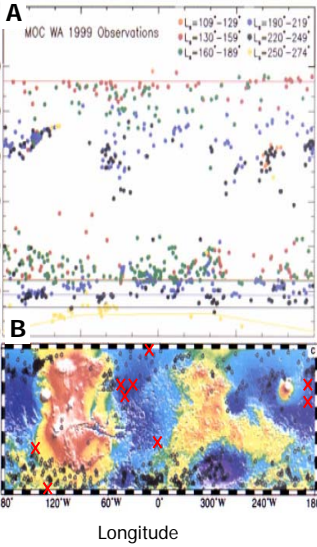 A
MOC WA 1999 Observations
Ls=109°-129° Ls=190°-219°
Ls=130°-159° Ls=220°-249°
Ls=160°-189° Ls=250°-274°
B
C
80° 120°W 60°W 0° 300°W 240°W 180
Longitude